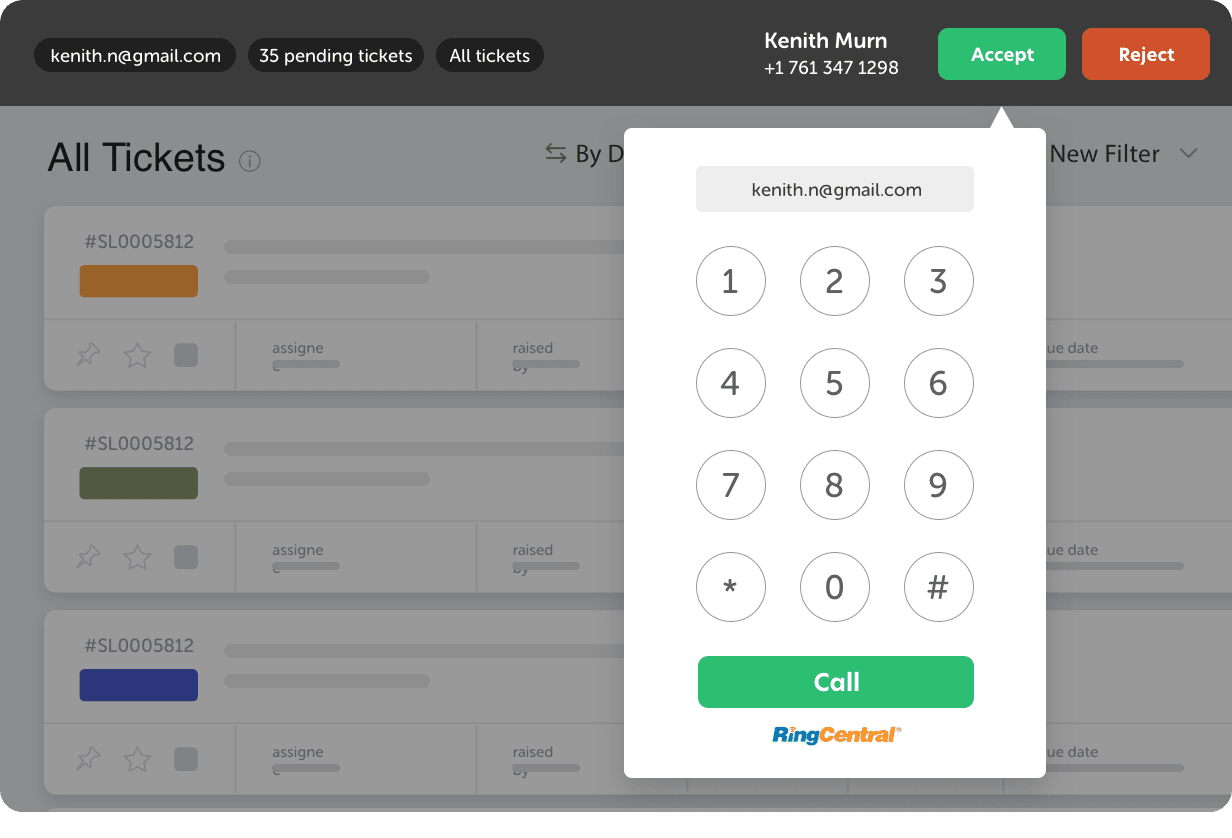 kenith.n@gmail.com
35 pending tickets
All tickets
Kenith Murn
+1 761 347 1298
Accept
Reject
All Tickets
By D
New Filter
kenith.n@gmail.com
1 2 3
4 5 6
7 8 9
* 0 #
Call
RingCentral®
#SL0005812
assigne
e
raised
by
ue date
#SL0005812
assigne
e
raised
by
ue date
#SL0005812
assigne
e
raised
by
ue date